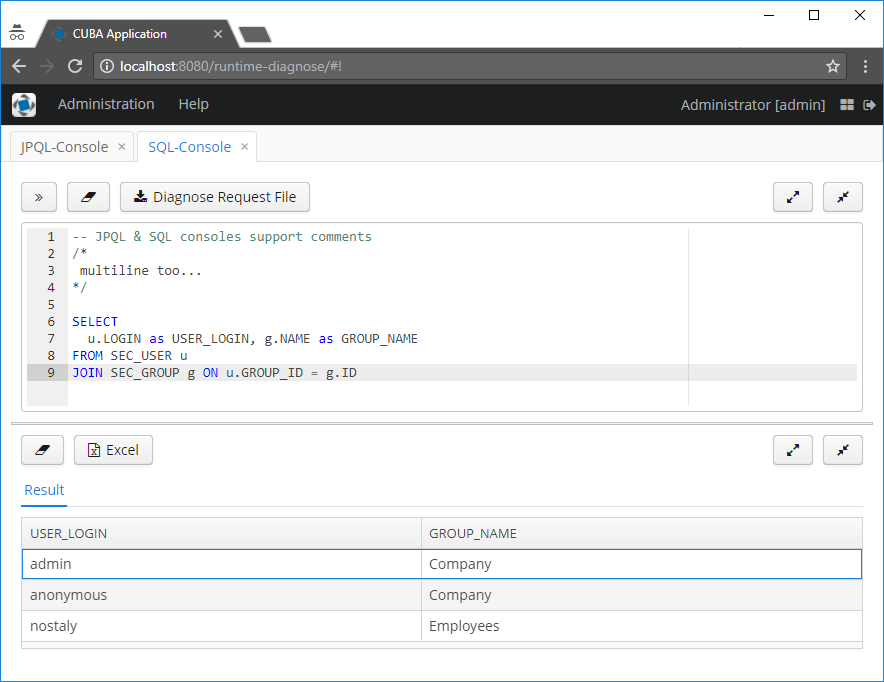 CUBA Application
localhost:8080/runtime-diagnose/#!
Administration Help Administrator [admin]
JPQL-Console SQL-Console
Diagnose Request File
1 -- JPQL & SQL consoles support comments
2 /*
3 multiline too...
4 */
5
6 SELECT
7 u.LOGIN as USER_LOGIN, g.NAME as GROUP_NAME
8 FROM SEC_USER u
9 JOIN SEC_GROUP g ON u.GROUP_ID = g.ID
Excel
Result
USER_LOGIN GROUP_NAME
admin Company
anonymous Company
nostaly Employees